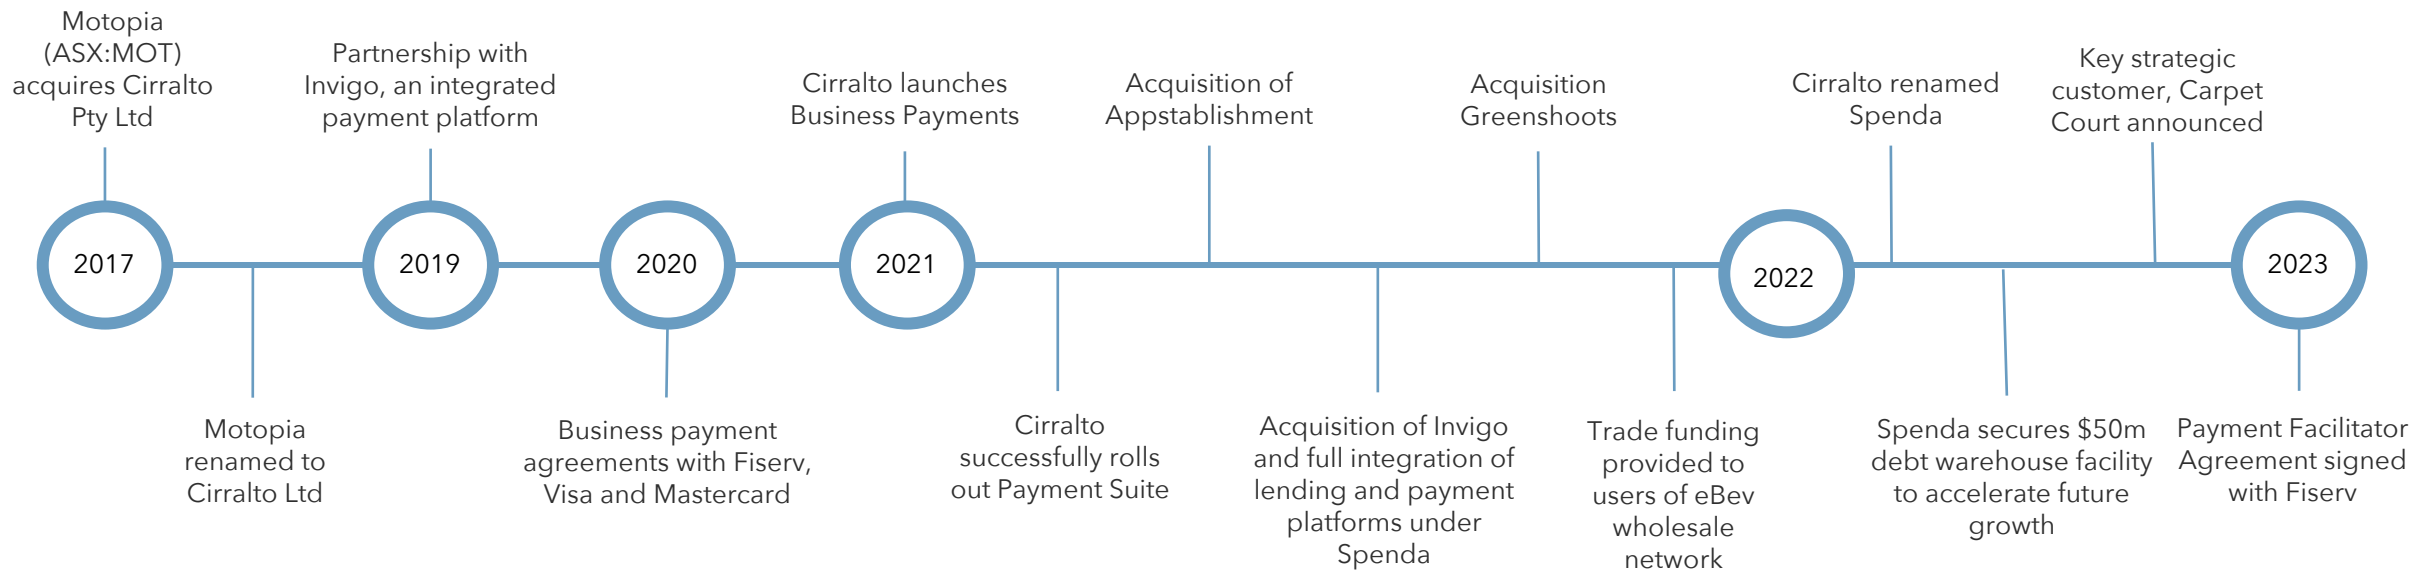 Motopia
(ASX:MOT)
acquires Cirralto
Pty Ltd
Partnership with
Invigo, an integrated
payment platform
Cirralto launches
Business Payments
Acquisition of
Appstablishment
Acquisition
Greenshoots
Cirralto renamed
Spenda
Key strategic
customer, Carpet
Court announced
2017
2019
2020
2021
2022
2023
Motopia
renamed to
Cirralto Ltd
Business payment
agreements with Fiserv,
Visa and Mastercard
Cirralto
successfully rolls
out Payment Suite
Acquisition of Invigo
and full integration of
lending and payment
platforms under
Spenda
Trade funding
provided to
users of eBev
wholesale
network
Spenda secures $50m
debt warehouse facility
to accelerate future
growth
Payment Facilitator
Agreement signed
with Fiserv